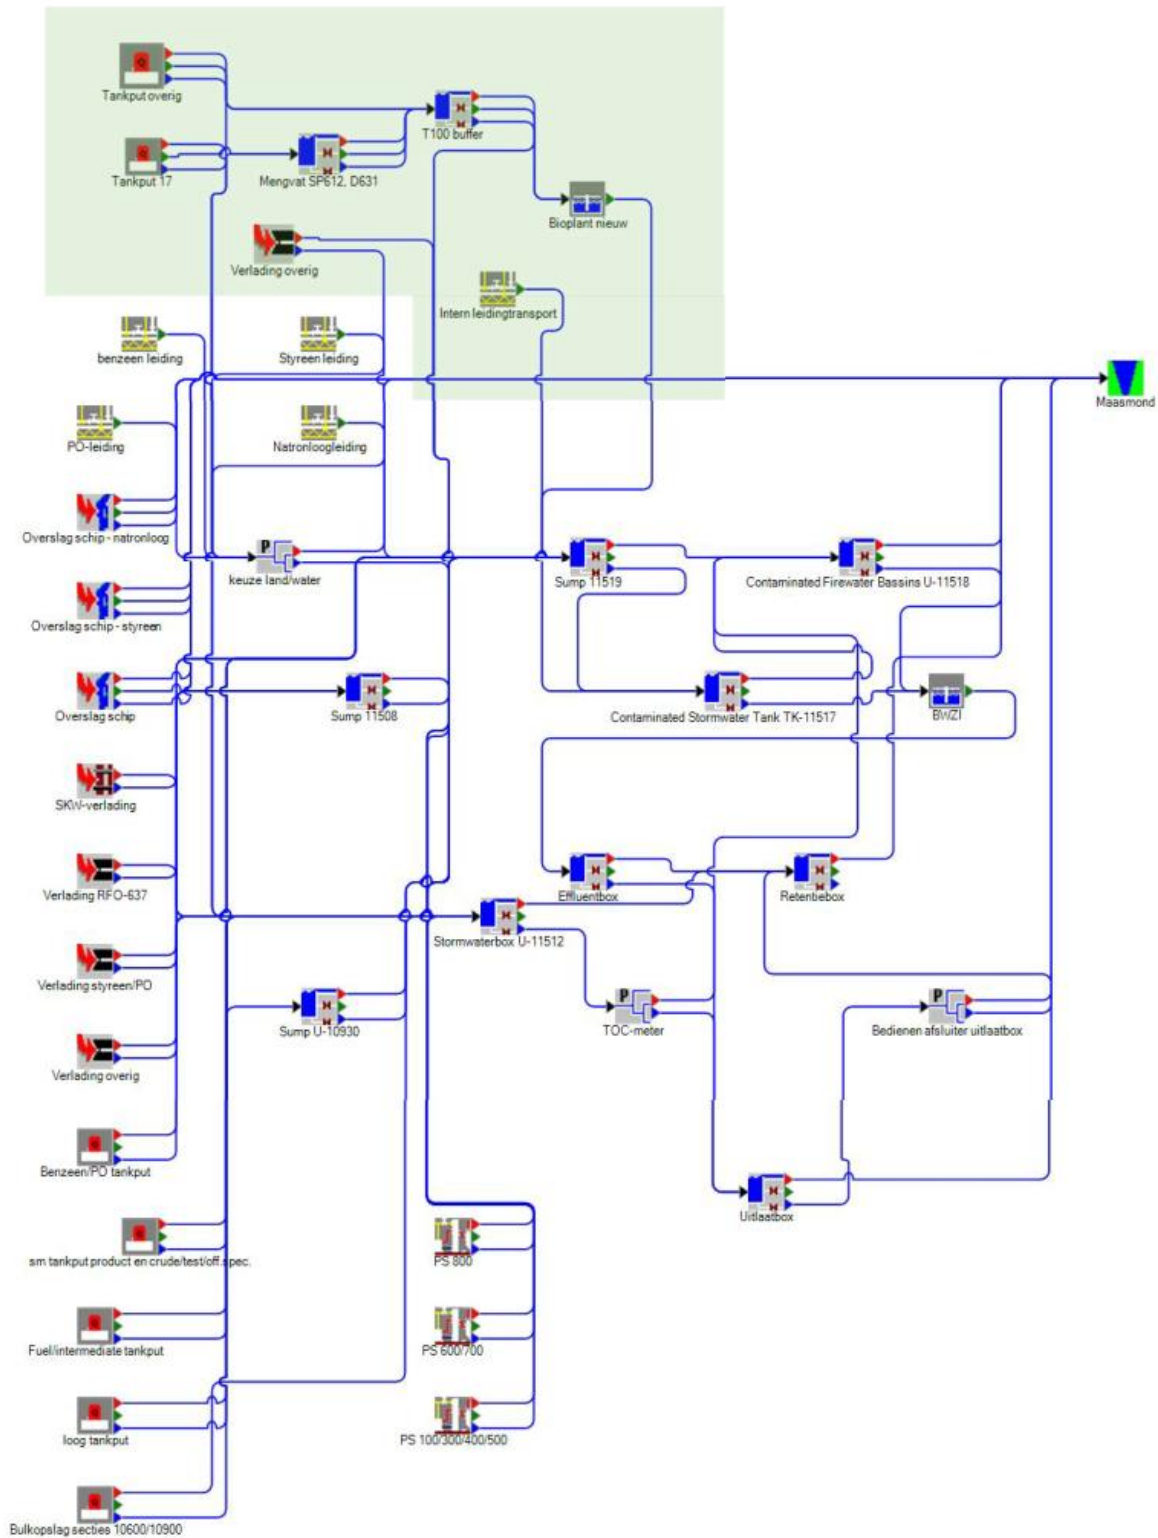 Tankput overig
T100 buffer
Tankput 17
Mengvat SP612, D631
Bioplant nieuw
Verlading overig
Intern leidingtransport
benzeen leiding
Styreen leiding
Maasmond
PO-leiding
Natronloogleiding
Overslag schip - natronloog
P
keuze land/water
Sump 11519
Contaminated Firewater Bassins U-11518
Overslag schip - styreen
Overslag schip
Sump 11508
Contaminated Stormwater Tank TK-11517
BWZI
SKW-verlading
Verlading RFO-637
Effluentbox
Retentiebox
Stormwaterbox U-11512
Verlading styreen/PO
Sump U-10930
P
TOC-meter
P
Bedienen afsluiter uitlaatbox
Verlading overig
Benzeen/PO tankput
Uitlaatbox
sm tankput product en crude/test/off.spec.
PS 800
Fuel/intermediate tankput
PS 600/700
loog tankput
PS 100/300/400/500
Bulkopslag secties 10600/10900